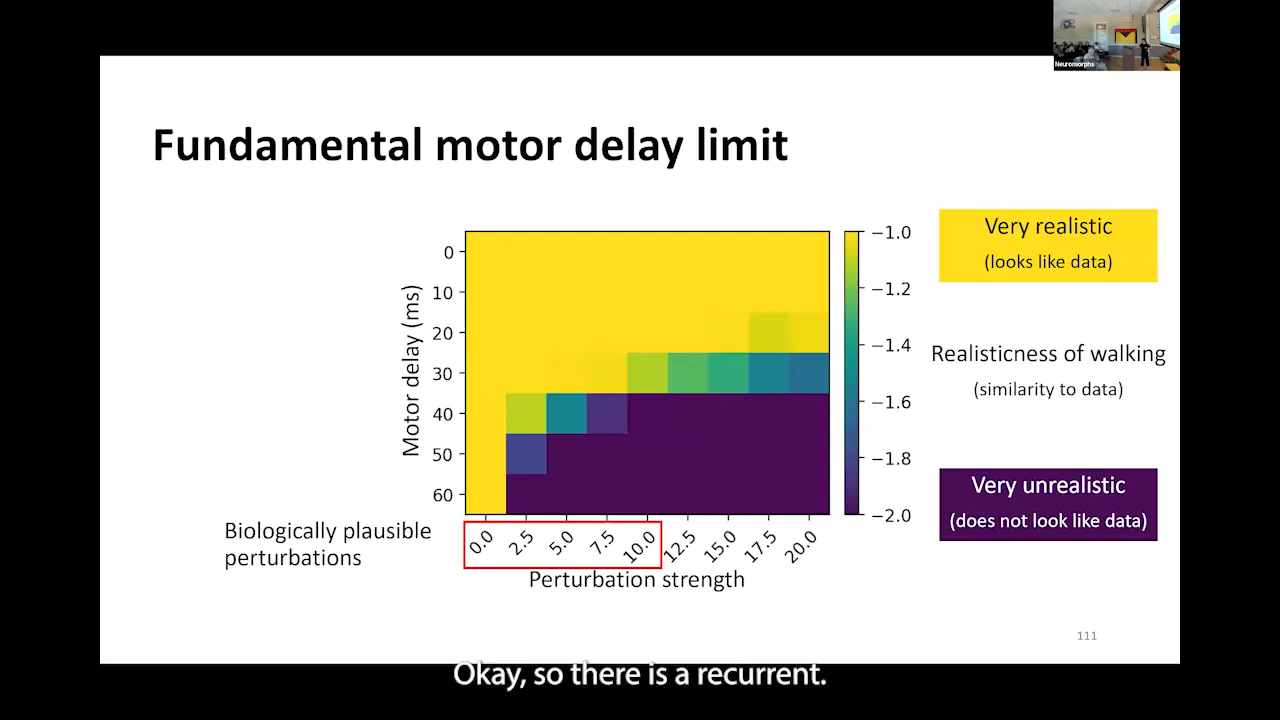 Neuromorphs
Fundamental motor delay limit
Very realistic
(looks like data)
Realisticness of walking
(similarity to data)
Very unrealistic
(does not look like data)
Motor delay (ms)
0
10
20
30
40
50
60
−1.0
−1.2
−1.4
−1.6
−1.8
−2.0
Biologically plausible
perturbations
0.0 2.5 5.0 7.5 10.0 12.5 15.0 17.5 20.0
Perturbation strength
111
Okay, so there is a recurrent.